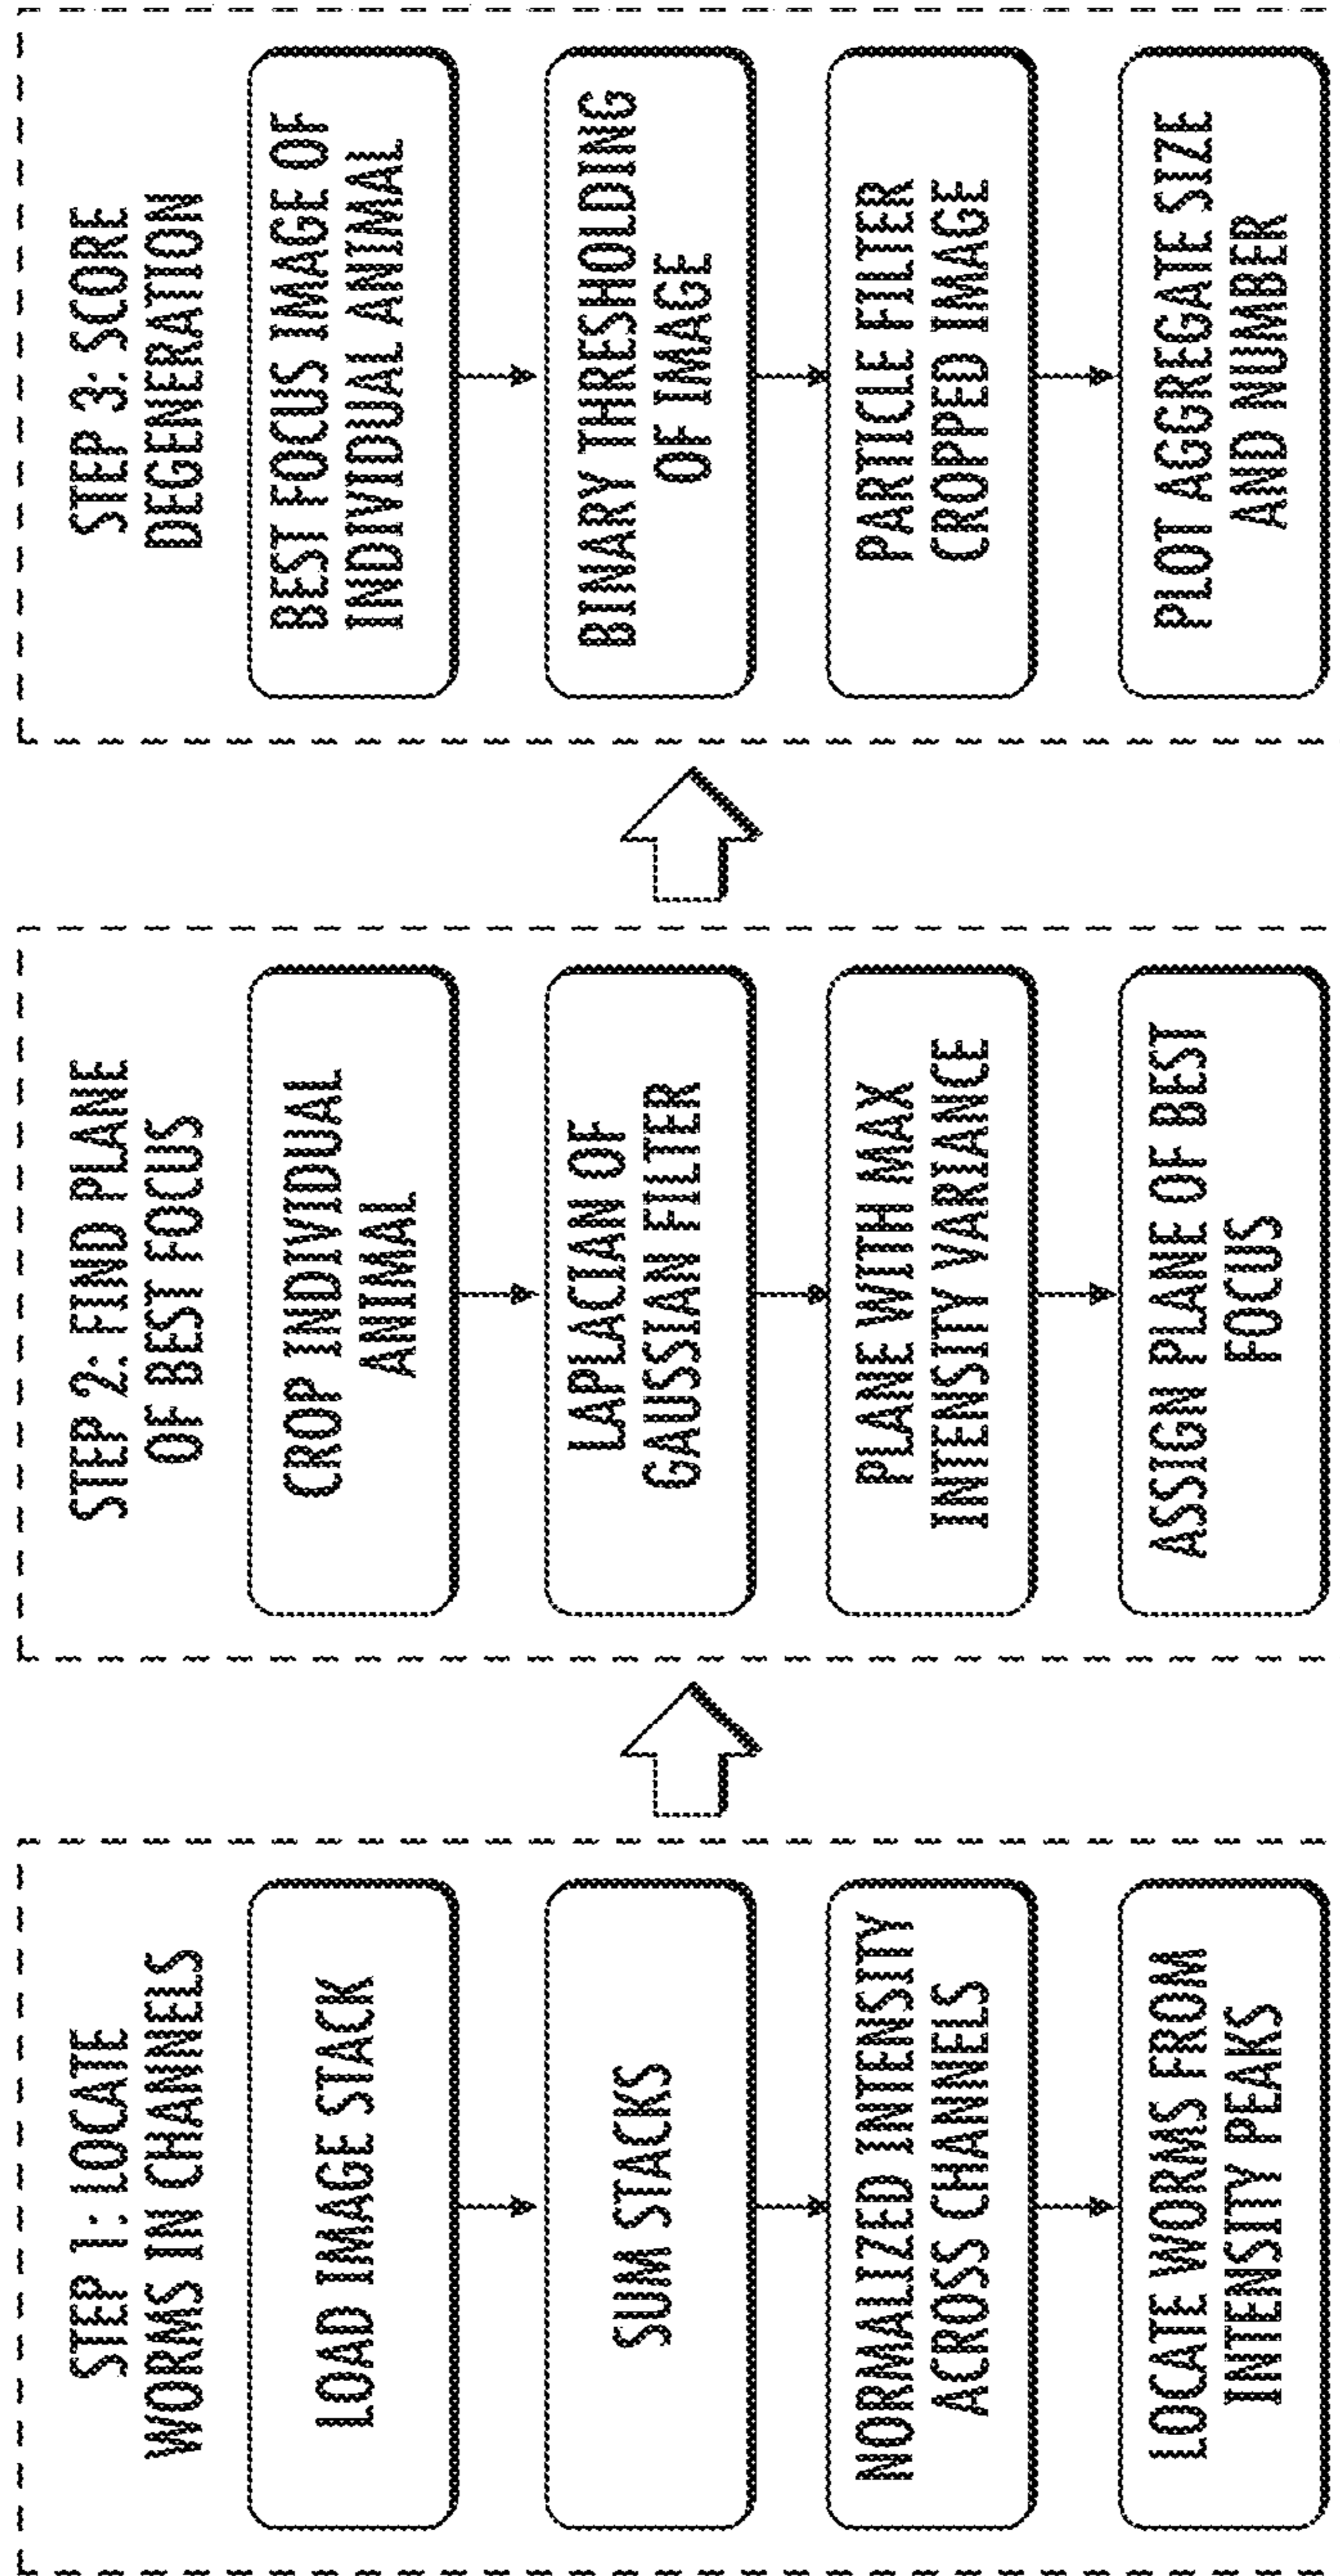 STEP 1: LOCATE
WORMS IN CHANNELS
LOAD IMAGE STACK
SUM STACKS
NORMALIZED INTENSITY
ACROSS CHANNELS
LOCATE WORMS FROM
INTENSITY PEAKS
STEP 2: FIND PLANE
OF BEST FOCUS
CROP INDIVIDUAL
ANIMAL
LAPLACIAN OF
GAUSSIAN FILTER
PLANE WITH MAX
INTENSITY VARIANCE
ASSIGN PLANE OF BEST
FOCUS
STEP 3: SCORE
DEGENERATION
BEST FOCUS IMAGE OF
INDIVIDUAL ANIMAL
BINARY THRESHOLDING
OF IMAGE
PARTICLE FILTER
CROPPED IMAGE
PLOT AGGREGATE SIZE
AND NUMBER